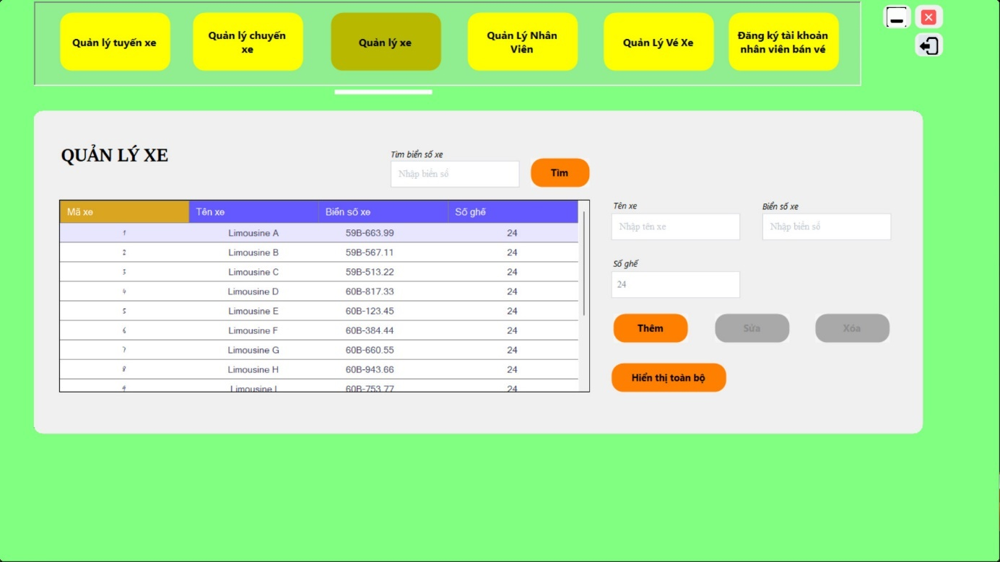 Quản lý tuyến xe
Quản lý chuyến
xe
Quản lý xe
Quản Lý Nhân
Viên
Quản Lý Vé Xe
Đăng ký tài khoản
nhân viên bán vé
QUẢN LÝ XE
Tìm biển số xe
Nhập biển số
Tìm
Mã xe Tên xe Biển số xe Số ghế
1 Limousine A 59B-663.99 24
2 Limousine B 59B-567.11 24
3 Limousine C 59B-513.22 24
4 Limousine D 60B-817.33 24
5 Limousine E 60B-123.45 24
6 Limousine F 60B-384.44 24
7 Limousine G 60B-660.55 24
8 Limousine H 60B-943.66 24
9 Limousine I 60B-753.77 24
Tên xe
Nhập tên xe
Biển số xe
Nhập biển số
Số ghế
24
Thêm
Sửa
Xóa
Hiển thị toàn bộ